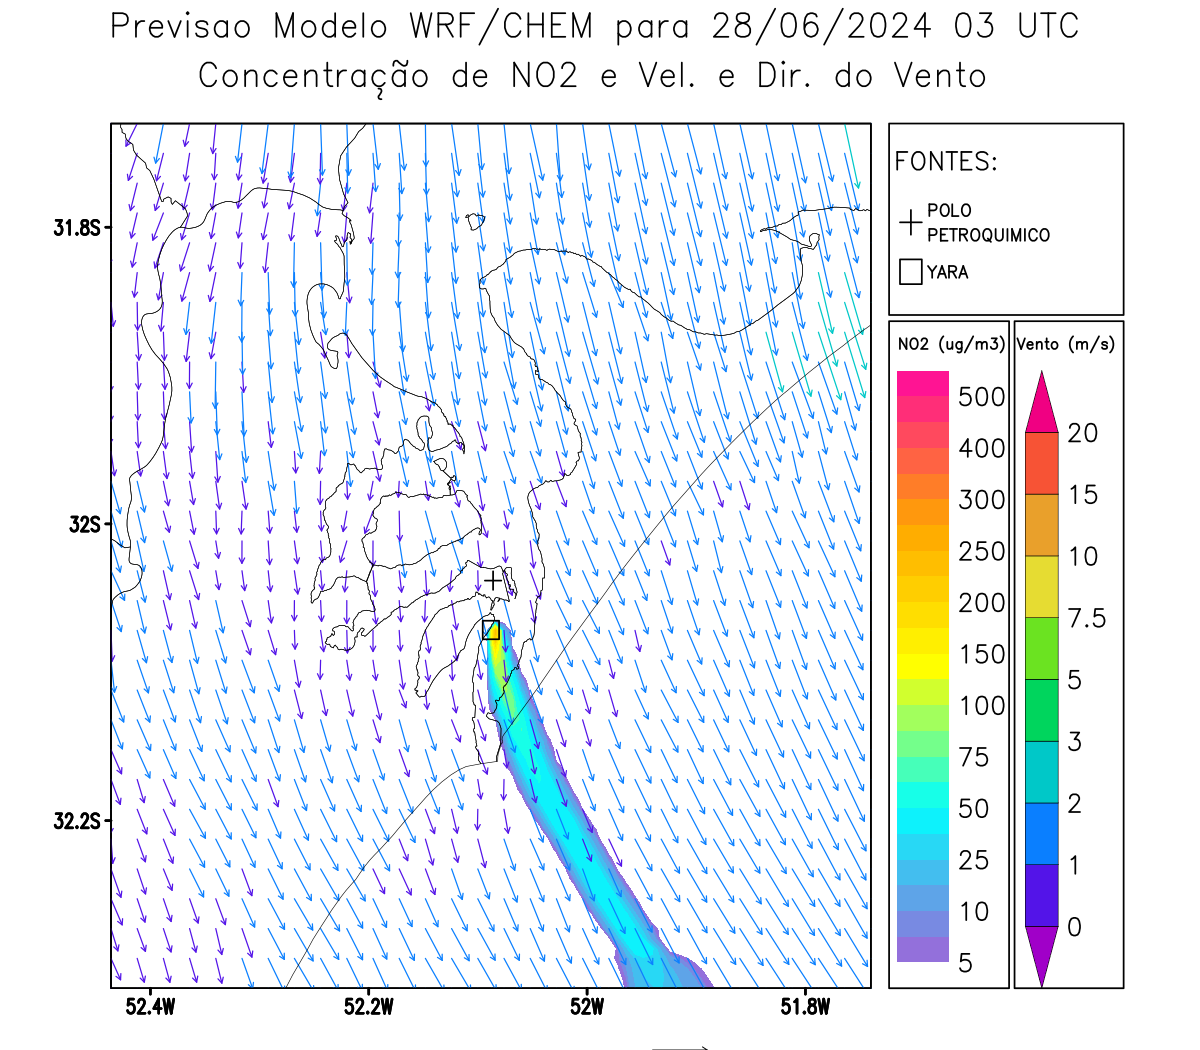 Previsao Modelo WRF/CHEM para 28/06/2024 03 UTC
Concentração de NO2 e Vel. e Dir. do Vento
FONTES:
POLO
PETROQUIMICO
YARA
NO2 (ug/m3)
500
400
300
250
200
150
100
75
50
25
10
5
Vento (m/s)
20
15
10
7.5
5
3
2
1
0
31.8S
32S
32.2S
52.4W
52.2W
52W
51.8W